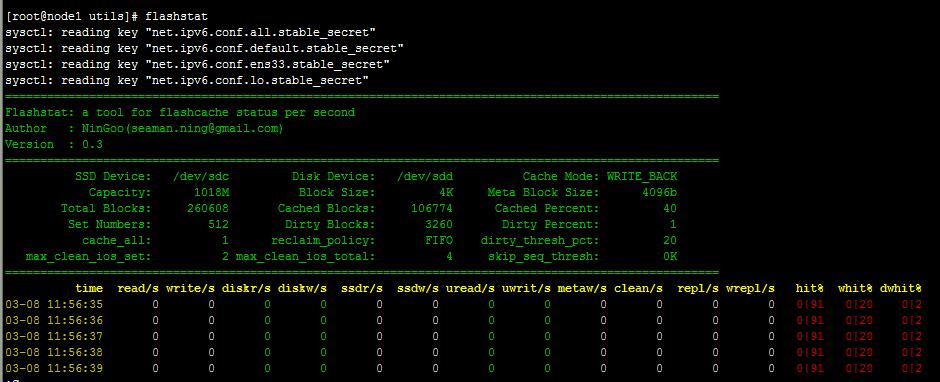 [root@node1 utils]# flashstat
sysctl: reading key "net.ipv6.conf.all.stable_secret"
sysctl: reading key "net.ipv6.conf.default.stable_secret"
sysctl: reading key "net.ipv6.conf.ens33.stable_secret"
sysctl: reading key "net.ipv6.conf.lo.stable_secret"
Flashstat: a tool for flashcache status per second
Author   : NinGoo(seaman.ning@gmail.com)
Version  : 0.3
SSD Device: /dev/sdc Disk Device: /dev/sdd Cache Mode: WRITE_BACK
Capacity: 1018M Block Size: 4K Meta Block Size: 4096b
Total Blocks: 260608 Cached Blocks: 106774 Cached Percent: 40
Set Numbers: 512 Dirty Blocks: 3260 Dirty Percent: 1
cache_all: 1 reclaim_policy: FIFO dirty_thresh_pct: 20
max_clean_ios_set: 2 max_clean_ios_total: 4 skip_seq_thresh: 0K
time read/s write/s diskr/s diskw/s ssdr/s ssdw/s uread/s uwrit/s metaw/s clean/s repl/s wrepl/s hit% whit% dwhit%
03-08 11:56:35 0 0 0 0 0 0 0 0 0 0 0 0 0|91 0|20 0|2
03-08 11:56:36 0 0 0 0 0 0 0 0 0 0 0 0 0|91 0|20 0|2
03-08 11:56:37 0 0 0 0 0 0 0 0 0 0 0 0 0|91 0|20 0|2
03-08 11:56:38 0 0 0 0 0 0 0 0 0 0 0 0 0|91 0|20 0|2
03-08 11:56:39 0 0 0 0 0 0 0 0 0 0 0 0 0|91 0|20 0|2